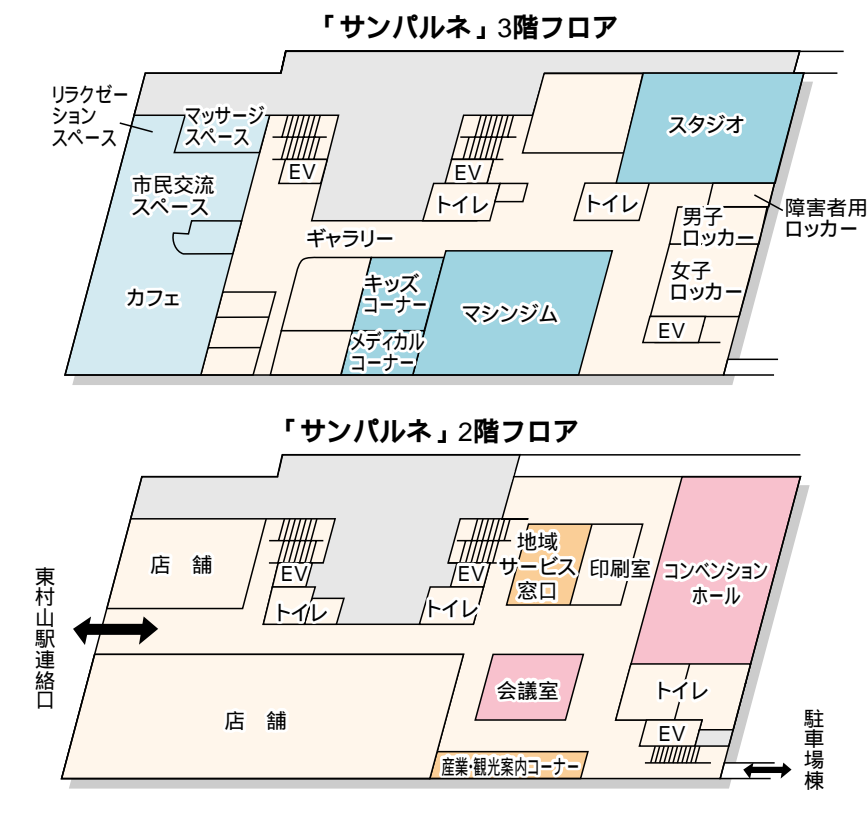 「サンパルネ」3階フロア
リラクゼー
ション
スペース
マッサージ
スペース
スタジオ
EV
EV
市民交流
スペース
トイレ
トイレ
障害者用
ロッカー
男子
ロッカー
ギャラリー
女子
ロッカー
カフェ
キッズ
コーナー
マシンジム
EV
メディカル
コーナー
「サンパルネ」2階フロア
店舗
地域
サービス
窓口
印刷室
コンベンション
ホール
EV
EV
トイレ
トイレ
東村山駅連絡口
会議室
トイレ
店舗
EV
駐車場棟
産業・観光案内コーナー